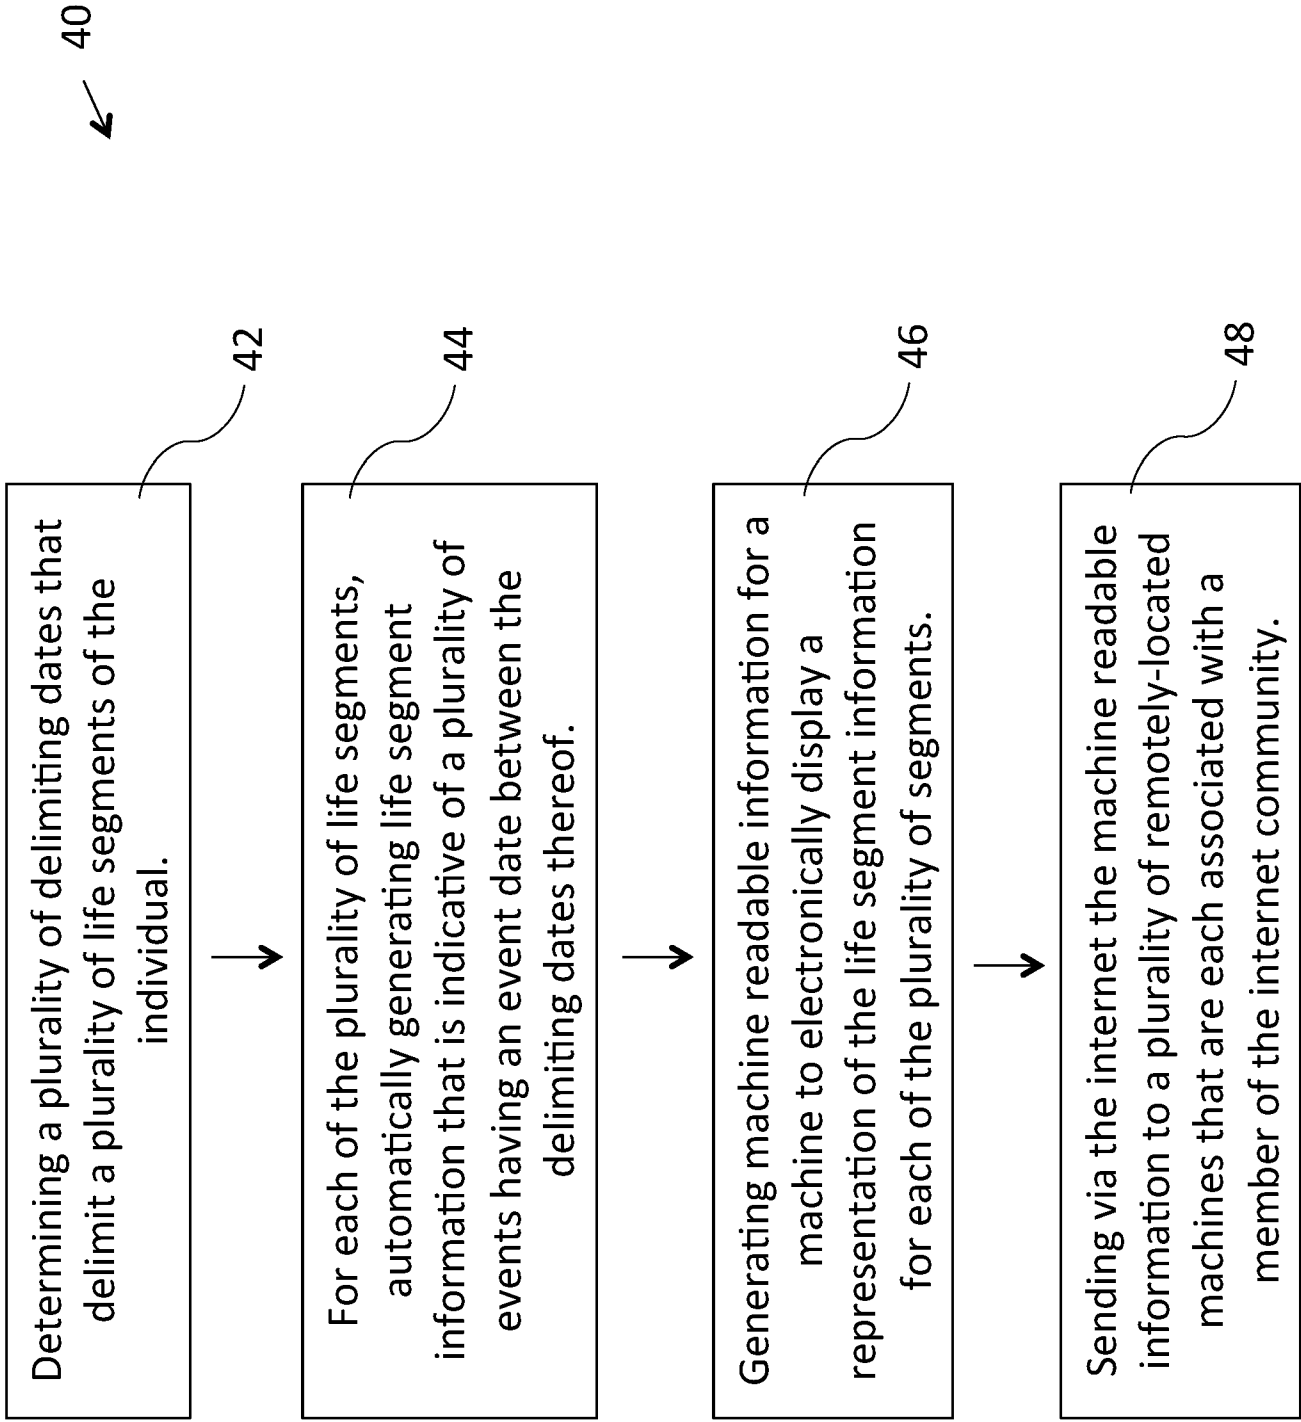 40
Determining a plurality of delimiting dates that
delimit a plurality of life segments of the
individual.
42
For each of the plurality of life segments,
automatically generating life segment
information that is indicative of a plurality of
events having an event date between the
delimiting dates thereof.
44
Generating machine readable information for a
machine to electronically display a
representation of the life segment information
for each of the plurality of segments.
46
Sending via the internet the machine readable
information to a plurality of remotely-located
machines that are each associated with a
member of the internet community.
48